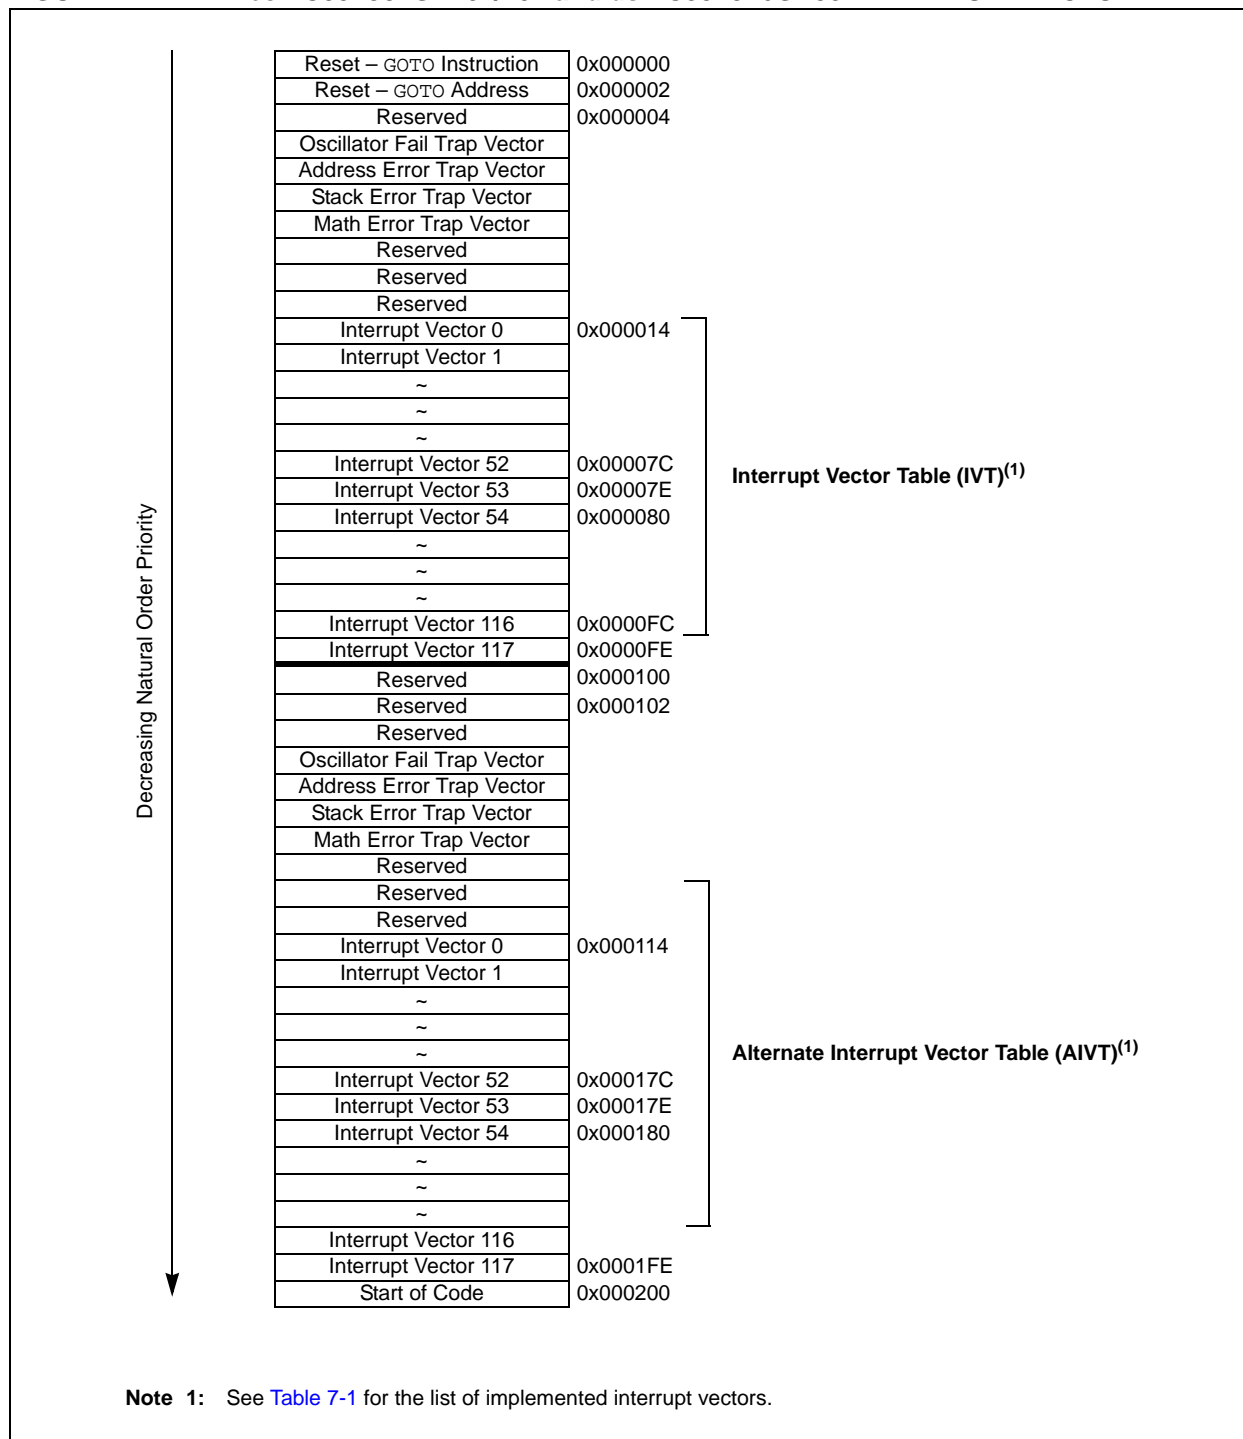 Reset – GOTO Instruction 0x000000
Reset – GOTO Address 0x000002
Reserved 0x000004
Oscillator Fail Trap Vector
Address Error Trap Vector
Stack Error Trap Vector
Math Error Trap Vector
Reserved
Reserved
Reserved
Interrupt Vector 0 0x000014
Interrupt Vector 1
~
~
~
Interrupt Vector 52 0x00007C
Interrupt Vector Table (IVT)(1)
Interrupt Vector 53 0x00007E
Interrupt Vector 54 0x000080
~
~
~
Interrupt Vector 116 0x0000FC
Interrupt Vector 117 0x0000FE
Decreasing Natural Order Priority
Reserved 0x000100
Reserved 0x000102
Reserved
Oscillator Fail Trap Vector
Address Error Trap Vector
Stack Error Trap Vector
Math Error Trap Vector
Reserved
Reserved
Reserved
Interrupt Vector 0 0x000114
Interrupt Vector 1
~
~
~
Alternate Interrupt Vector Table (AIVT)(1)
Interrupt Vector 52 0x00017C
Interrupt Vector 53 0x00017E
Interrupt Vector 54 0x000180
~
~
~
Interrupt Vector 116
Interrupt Vector 117 0x0001FE
Start of Code 0x000200
Note 1: See Table 7-1 for the list of implemented interrupt vectors.